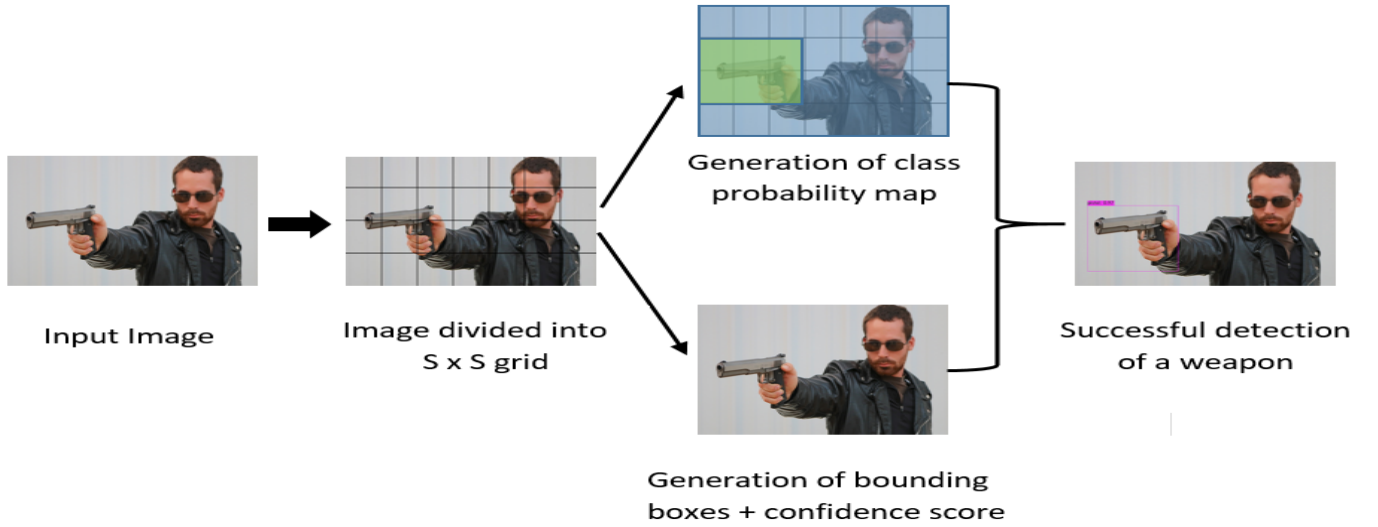 Generation of class
probability map
Input Image
Image divided into
S x S grid
Successful detection
of a weapon
Generation of bounding
boxes + confidence score